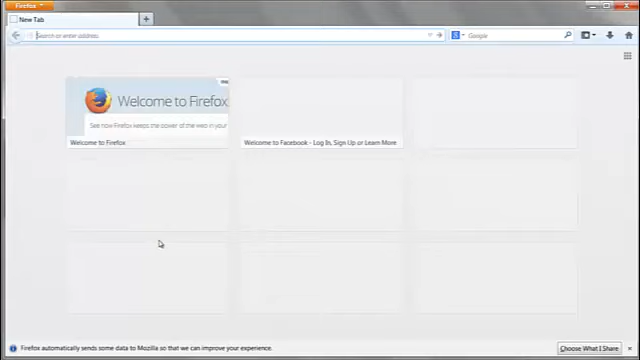 Firefox
New Tab
Search or enter address
Google
Welcome to Firefox
See now Firefox keeps the power of the web in your
Welcome to Firefox
Welcome to Facebook - Log In, Sign Up or Learn More
Firefox automatically sends some data to Mozilla so that we can improve your experience.
Choose What I Share